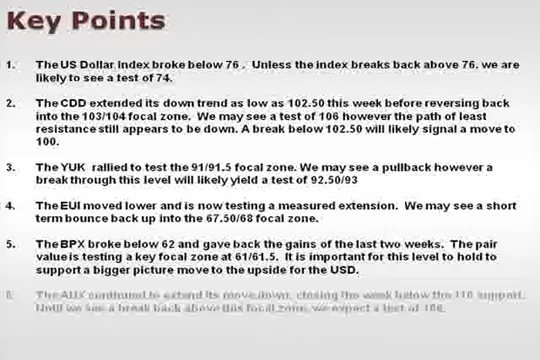 Key Points
1. The US Dollar Index broke below 76 . Unless the index breaks back above 76. we are
likely to see a test of 74.
2. The CDD extended its down trend as low as 102.50 this week before reversing back
into the 103/104 focal zone. We may see a test of 106 however the path of least
resistance still appears to be down. A break below 102.50 will likely signal a move to
100.
3. The YUK rallied to test the 91/91.5 focal zone. We may see a pullback however a
break through this level will likely yield a test of 92.50/93
4. The EUI moved lower and is now testing a measured extension. We may see a short
term bounce back up into the 67.50/68 focal zone.
5. The BPX broke below 62 and gave back the gains of the last two weeks. The pair
value is testing a key focal zone at 61/61.5. It is important for this level to hold to
support a bigger picture move to the upside for the USD.
6. The AUX continued to extend its move down, closing the week below the 110 support.
Until we see a break back above this focal zone, we expect a test of 106.